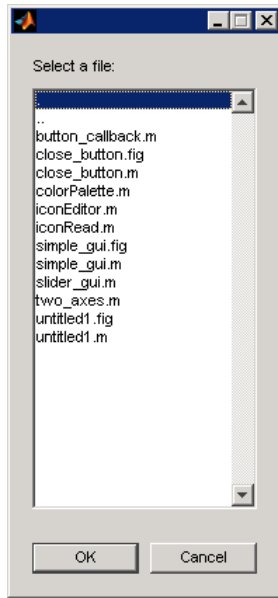 Select a file:
.
..
button_callback.m
close_button.fig
close_button.m
colorPalette.m
iconEditor.m
iconRead.m
simple_gui.fig
simple_gui.m
slider_gui.m
two_axes.m
untitled1.fig
untitled1.m
OK Cancel